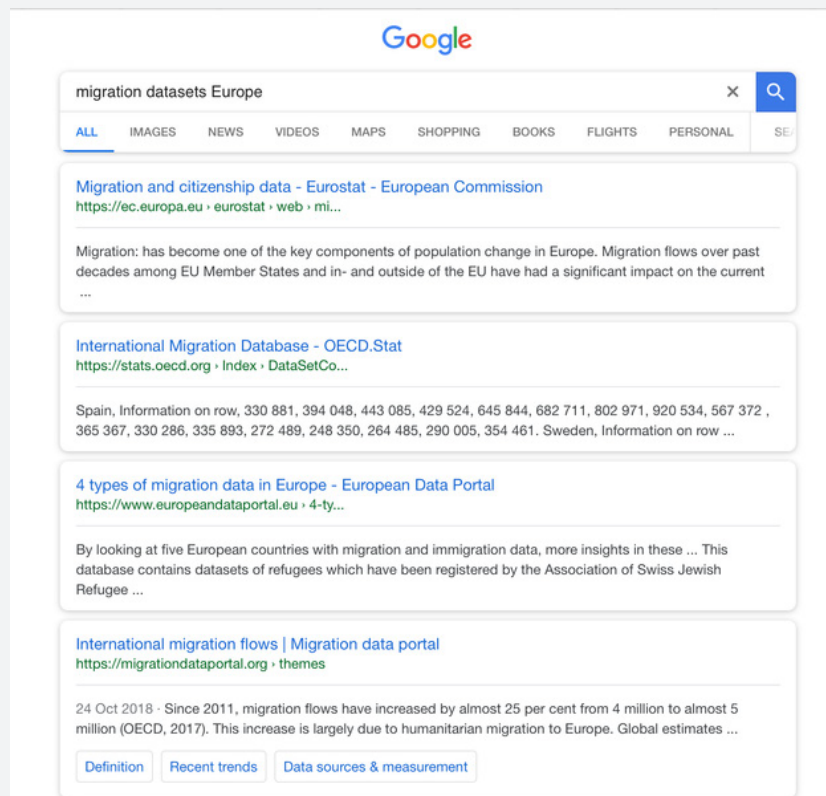 Google
migration datasets Europe
ALL IMAGES NEWS VIDEOS MAPS SHOPPING BOOKS FLIGHTS PERSONAL SEA
Migration and citizenship data - Eurostat - European Commission
https://ec.europa.eu › eurostat › web › mi...
Migration: has become one of the key components of population change in Europe. Migration flows over past
decades among EU Member States and in- and outside of the EU have had a significant impact on the current
...
International Migration Database - OECD.Stat
https://stats.oecd.org › Index › DataSetCo...
Spain, Information on row, 330 881, 394 048, 443 085, 429 524, 645 844, 682 711, 802 971, 920 534, 567 372 ,
365 367, 330 286, 335 893, 272 489, 248 350, 264 485, 290 005, 354 461. Sweden, Information on row ...
4 types of migration data in Europe - European Data Portal
https://www.europeandataportal.eu › 4-ty...
By looking at five European countries with migration and immigration data, more insights in these ... This
database contains datasets of refugees which have been registered by the Association of Swiss Jewish
Refugee ...
International migration flows | Migration data portal
https://migrationdataportal.org › themes
24 Oct 2018 · Since 2011, migration flows have increased by almost 25 per cent from 4 million to almost 5
million (OECD, 2017). This increase is largely due to humanitarian migration to Europe. Global estimates ...
Definition Recent trends Data sources & measurement